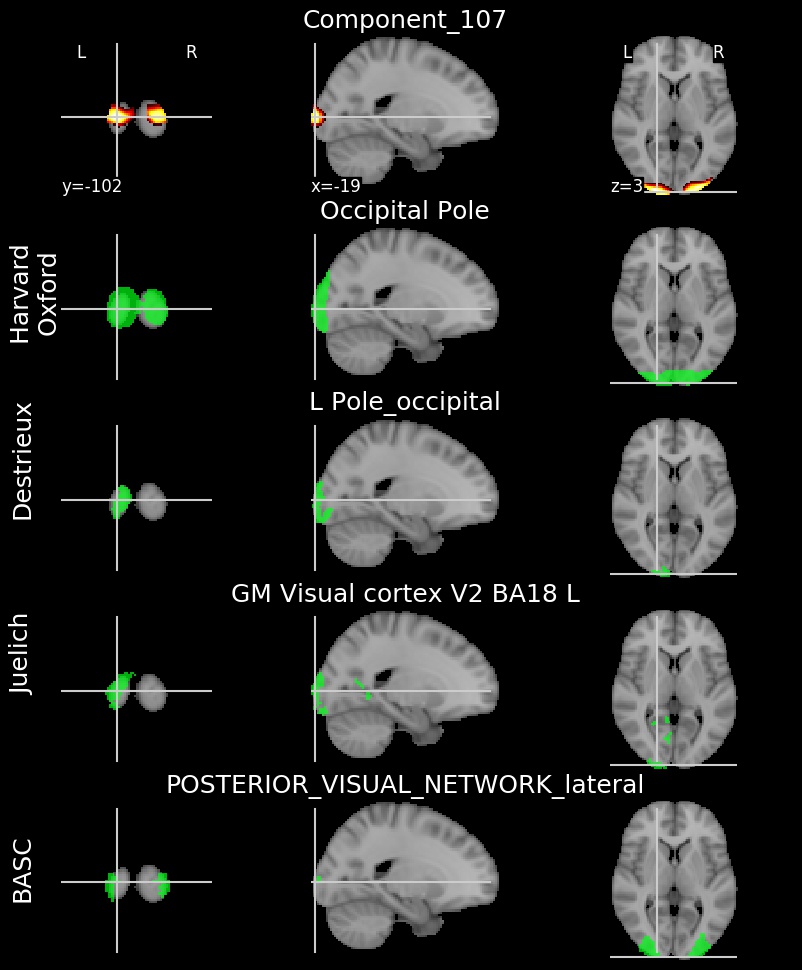 Component_107
L
R
L
R
y=-102
x=-19
z=3
Occipital Pole
Harvard
Oxford
L Pole_occipital
Destrieux
GM Visual cortex V2 BA18 L
Juelich
POSTERIOR_VISUAL_NETWORK_lateral
BASC